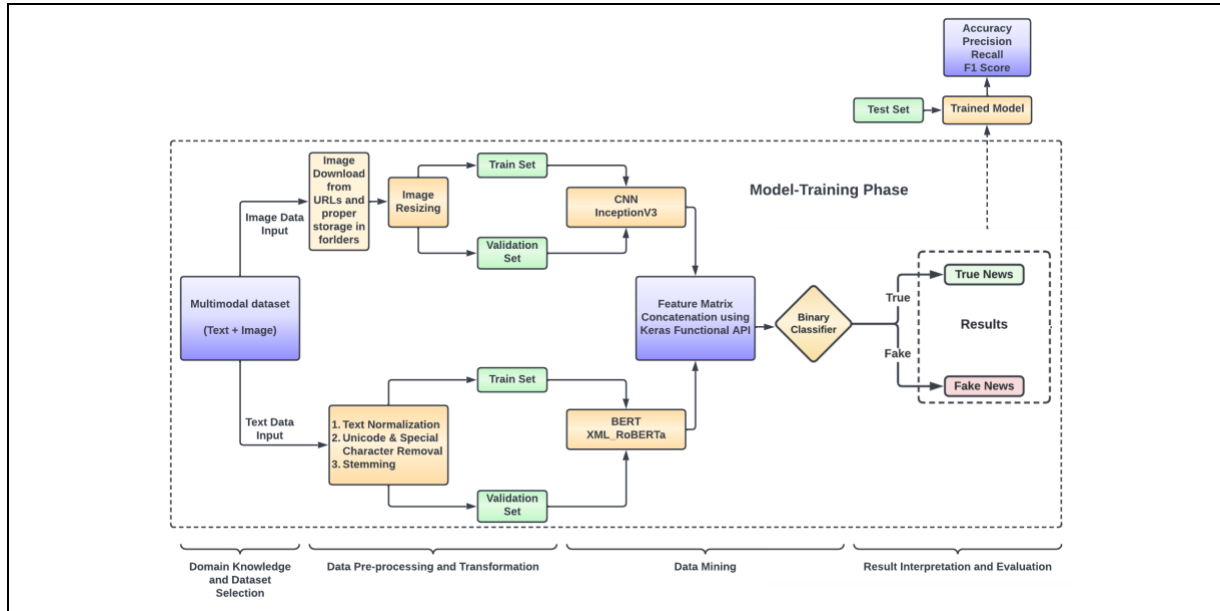 Accuracy
Precision
Recall
F1 Score
Test Set
Trained Model
Model-Training Phase
Image
Download
from
URLs and
proper
storage in
forlders
Image
Resizing
Train Set
Validation
Set
CNN
InceptionV3
Image Data
Input
Multimodal dataset
(Text + Image)
Text Data
Input
1. Text Normalization
2. Unicode & Special
Character Removal
3. Stemming
Train Set
Validation
Set
BERT
XML_RoBERTa
Feature Matrix
Concatenation using
Keras Functional API
Binary
Classifier
True
Fake
True News
Results
Fake News
Domain Knowledge
and Dataset
Selection
Data Pre-processing and Transformation
Data Mining
Result Interpretation and Evaluation